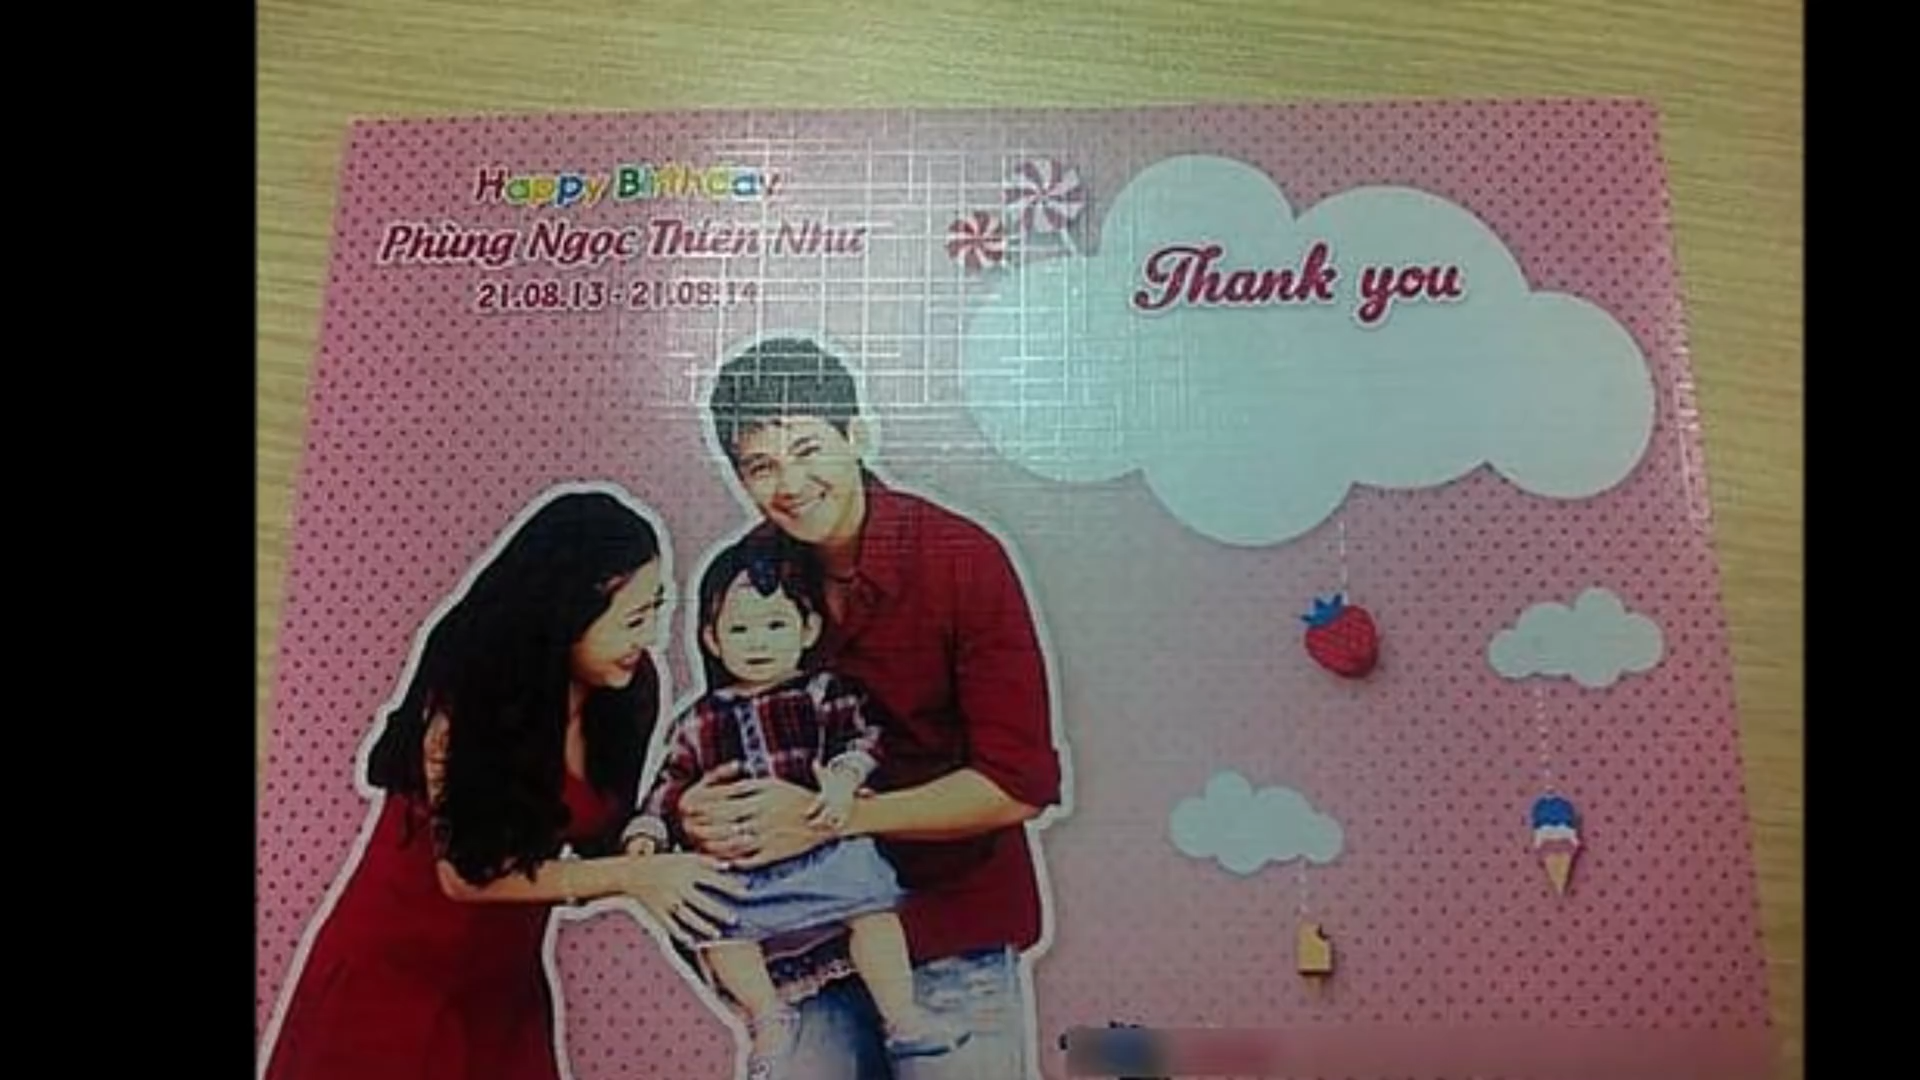 Happy Birthday
Phùng Ngọc Thiên Như
21.08.13 - 21.08.14
Thank you